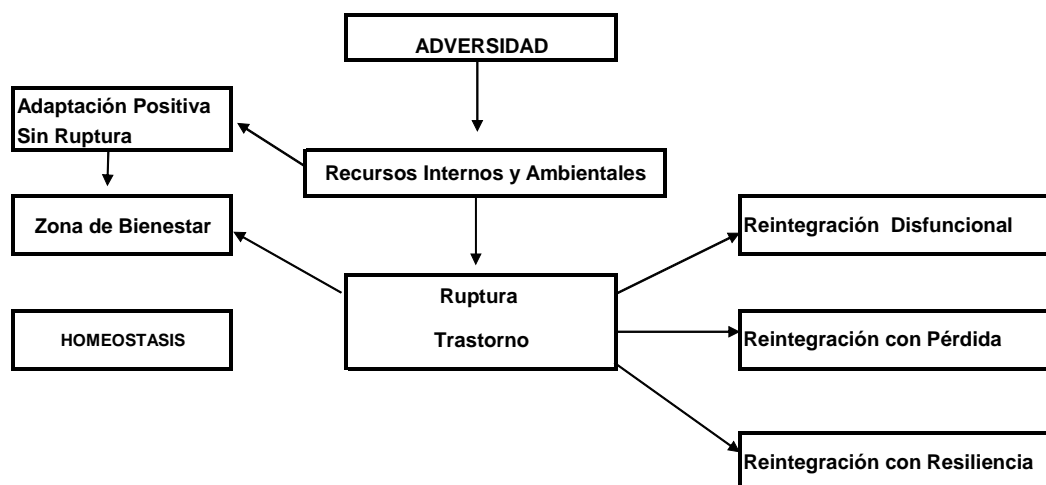 ADVERSIDAD
Adaptación Positiva
Sin Ruptura
Recursos Internos y Ambientales
Zona de Bienestar
Reintegración Disfuncional
Ruptura
Trastorno
HOMEOSTASIS
Reintegración con Pérdida
Reintegración con Resiliencia